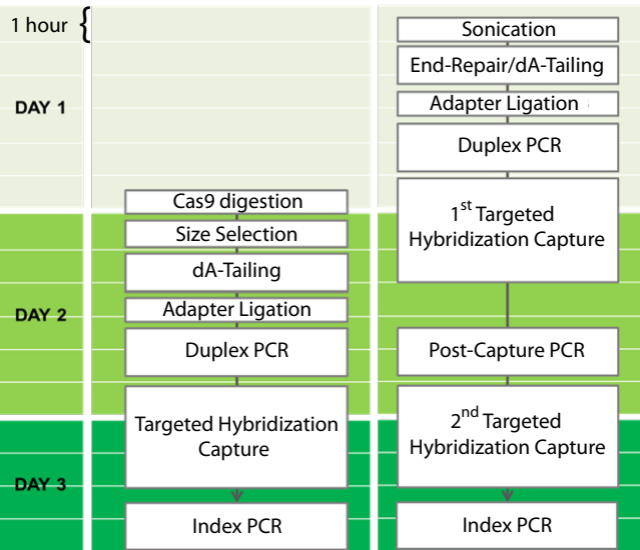 1 hour {
DAY 1
DAY 2
DAY 3
Cas9 digestion
Size Selection
dA-Tailing
Adapter Ligation
Duplex PCR
Targeted Hybridization
Capture
Index PCR
Sonication
End-Repair/dA-Tailing
Adapter Ligation
Duplex PCR
1st Targeted
Hybridization Capture
Post-Capture PCR
2nd Targeted
Hybridization Capture
Index PCR